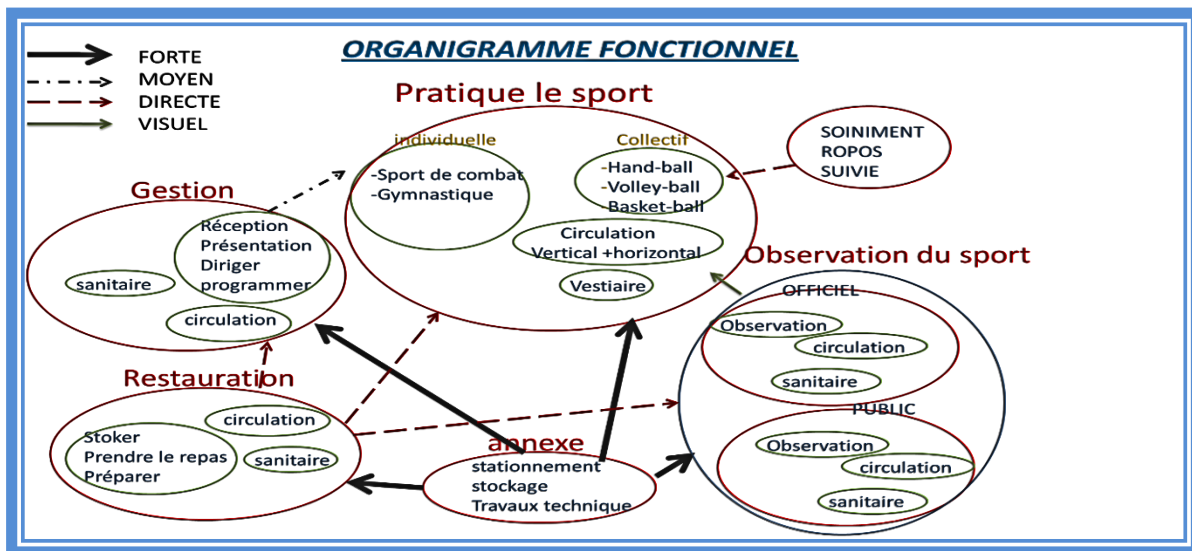 ORGANIGRAMME FONCTIONNEL
FORTE
MOYEN
DIRECTE
VISUEL
Pratique le sport
individuelle
-Sport de combat
-Gymnastique
Collectif
-Hand-ball
-Volley-ball
-Basket-ball
Circulation
Vertical +horizontal
Vestiaire
SOINIMENT
ROPOS
SUIVIE
Gestion
Réception
Présentation
Diriger
programmer
sanitaire
circulation
Observation du sport
OFFICIEL
Observation
circulation
sanitaire
PUBLIC
Observation
circulation
sanitaire
Restauration
circulation
Stoker
Prendre le repas
Préparer
sanitaire
annexe
stationnement
stockage
Travaux technique